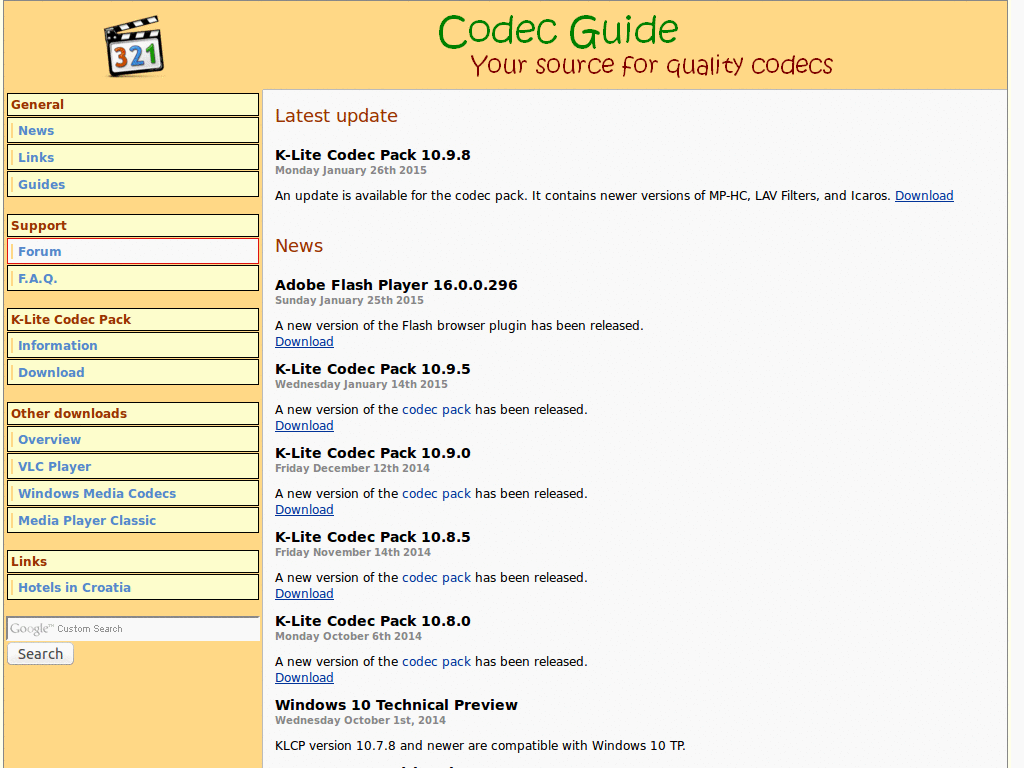 321
Codec Guide
Your source for quality codecs
General
News
Links
Guides
Support
Forum
F.A.Q.
K-Lite Codec Pack
Information
Download
Other downloads
Overview
VLC Player
Windows Media Codecs
Media Player Classic
Links
Hotels in Croatia
Google™ Custom Search
Search
Latest update
K-Lite Codec Pack 10.9.8
Monday January 26th 2015
An update is available for the codec pack. It contains newer versions of MP-HC, LAV Filters, and Icaros. Download
News
Adobe Flash Player 16.0.0.296
Sunday January 25th 2015
A new version of the Flash browser plugin has been released.
Download
K-Lite Codec Pack 10.9.5
Wednesday January 14th 2015
A new version of the codec pack has been released.
Download
K-Lite Codec Pack 10.9.0
Friday December 12th 2014
A new version of the codec pack has been released.
Download
K-Lite Codec Pack 10.8.5
Friday November 14th 2014
A new version of the codec pack has been released.
Download
K-Lite Codec Pack 10.8.0
Monday October 6th 2014
A new version of the codec pack has been released.
Download
Windows 10 Technical Preview
Wednesday October 1st, 2014
KLCP version 10.7.8 and newer are compatible with Windows 10 TP.